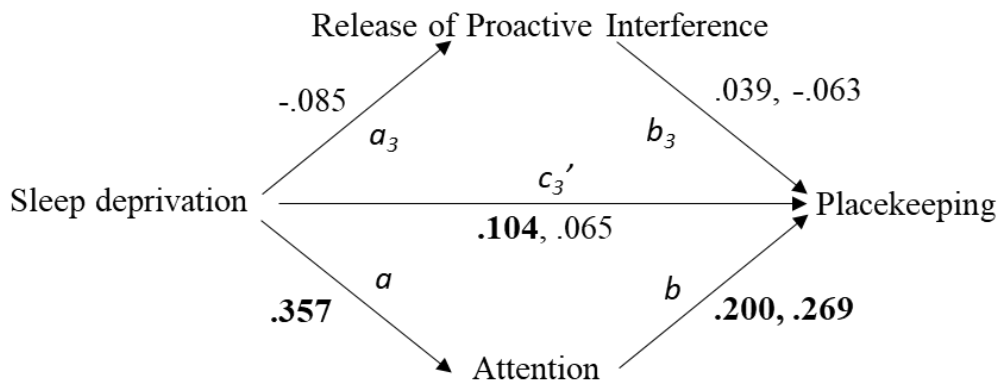 Release of Proactive Interference
-.085
.039, -.063
a3
b3
c3′
Sleep deprivation
Placekeeping
.104, .065
a
b
.357
.200, .269
Attention